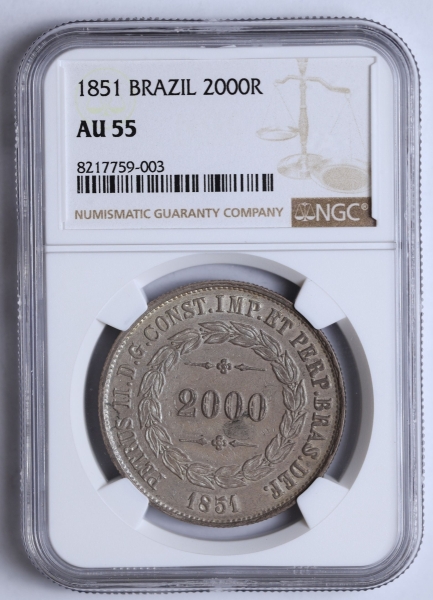 1851 BRAZIL 2000R
AU 55
8217759-003
NUMISMATIC GUARANTY COMPANY
NGC
PETRUS.II.D.G.CONST.IMP.ET PERP.BRAS.DEF.
2000
1851